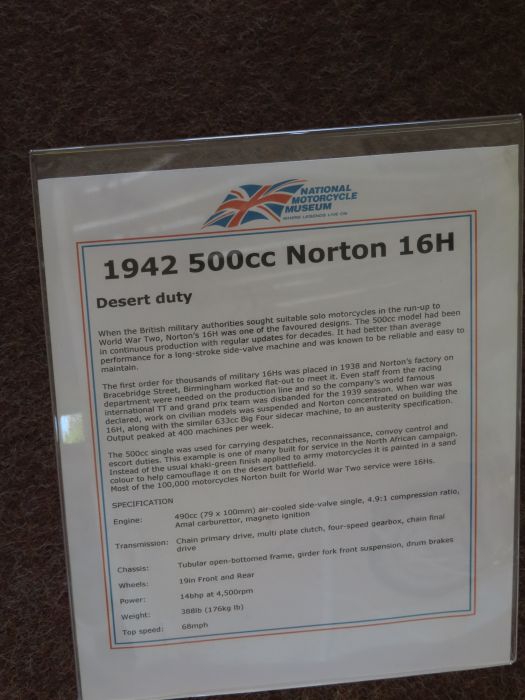 NATIONAL
MOTORCYCLE
MUSEUM
WHERE LEGENDS LIVE ON
1942 500cc Norton 16H
Desert duty
When the British military authorities sought suitable solo motorcycles in the run-up to
World War Two, Norton's 16H was one of the favoured designs. The 500cc model had been
in continuous production with regular updates for decades. It had better than average
performance for a long-stroke side-valve machine and was known to be reliable and easy to
maintain.
The first order for thousands of military 16Hs was placed in 1938 and Norton's factory on
Bracebridge Street, Birmingham worked flat-out to meet it. Even staff from the racing
department were needed on the production line and so the company's world famous
international TT and grand prix team was disbanded for the 1939 season. When war was
declared, work on civilian models was suspended and Norton concentrated on building the
16H, along with the similar 633cc Big Four sidecar machine, to an austerity specification.
Output peaked at 400 machines per week.
The 500cc single was used for carrying despatches, reconnaissance, convoy control and
escort duties. This example is one of many built for service in the North African campaign.
Instead of the usual khaki-green finish applied to army motorcycles it is painted in a sand
colour to help camouflage it on the desert battlefield.
Most of the 100,000 motorcycles Norton built for World War Two service were 16Hs.
SPECIFICATION
Engine: 490cc (79 x 100mm) air-cooled side-valve single, 4.9:1 compression ratio,
Amal carburettor, magneto ignition
Transmission: Chain primary drive, multi plate clutch, four-speed gearbox, chain final
drive
Chassis: Tubular open-bottomed frame, girder fork front suspension, drum brakes
Wheels: 19in Front and Rear
Power: 14bhp at 4,500rpm
Weight: 388lb (176kg lb)
Top speed: 68mph